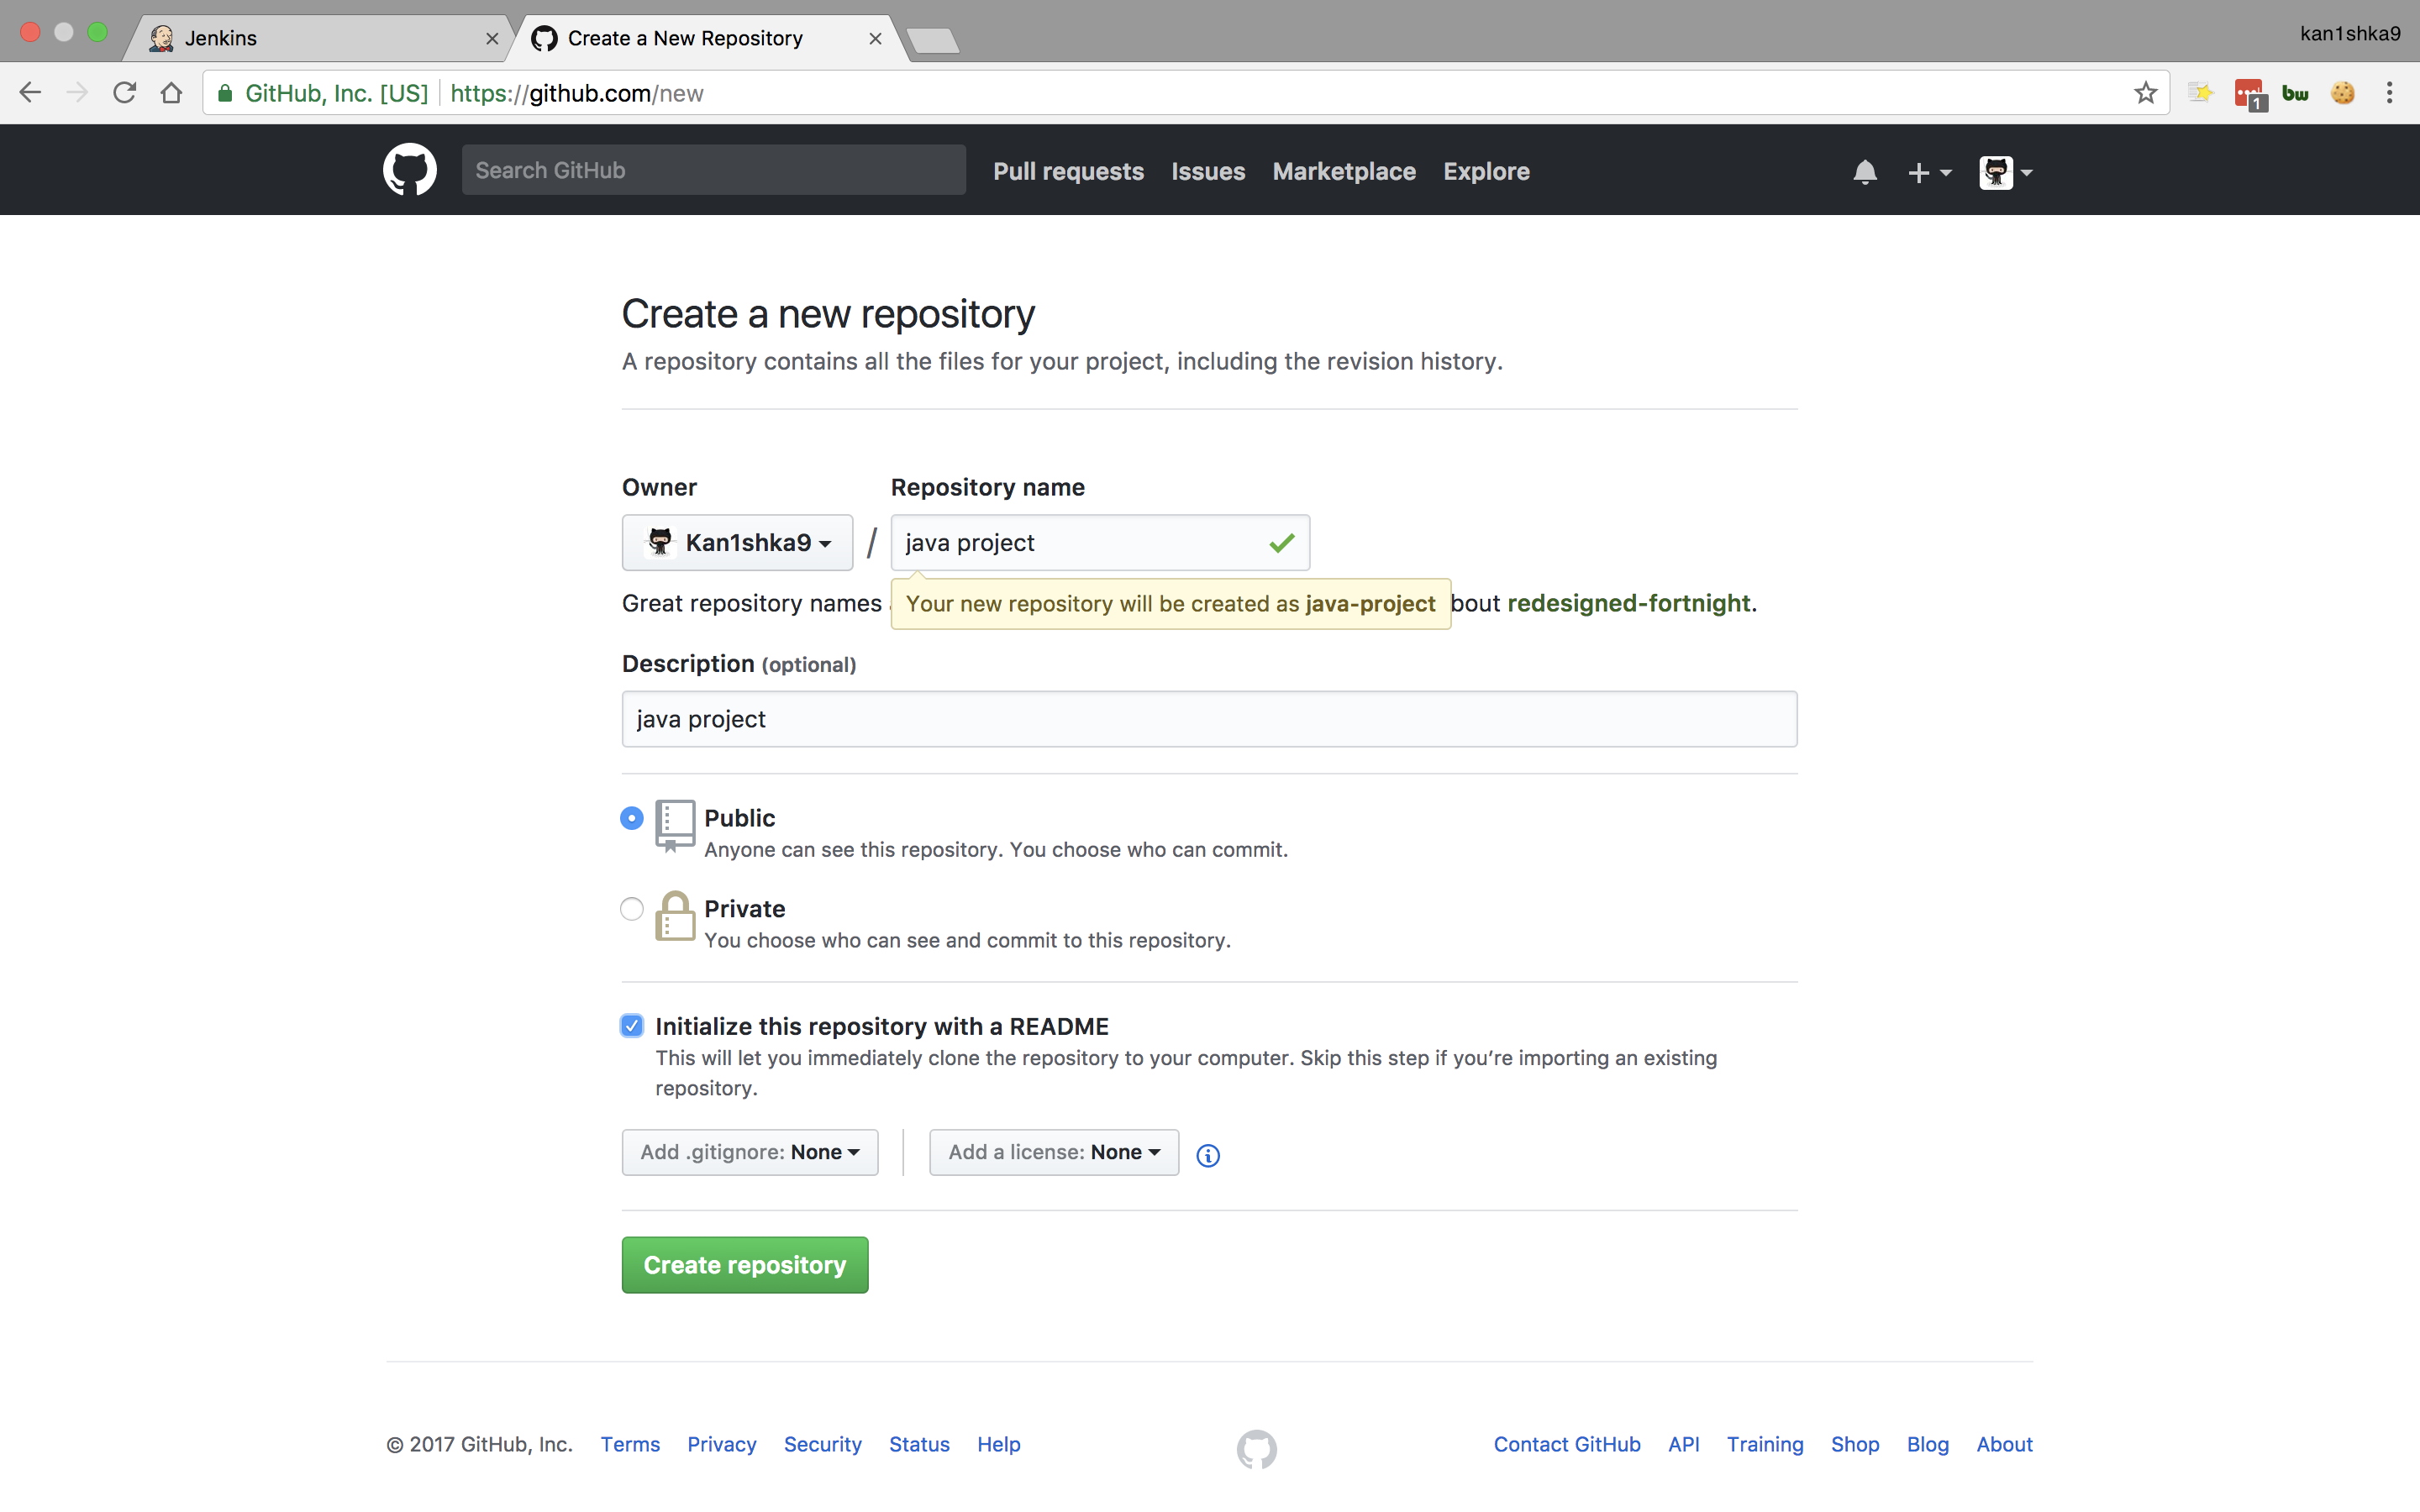 Jenkins
Create a New Repository
kan1shka9
GitHub, Inc. [US] https://github.com/new
1
bw
Search GitHub
Pull requests Issues Marketplace Explore
Create a new repository
A repository contains all the files for your project, including the revision history.
Owner Repository name
Kan1shka9 / java project
Great repository names Your new repository will be created as java-project bout redesigned-fortnight.
Description (optional)
java project
Public
Anyone can see this repository. You choose who can commit.
Private
You choose who can see and commit to this repository.
Initialize this repository with a README
This will let you immediately clone the repository to your computer. Skip this step if you’re importing an existing
repository.
Add .gitignore: None Add a license: None
Create repository
© 2017 GitHub, Inc. Terms Privacy Security Status Help Contact GitHub API Training Shop Blog About